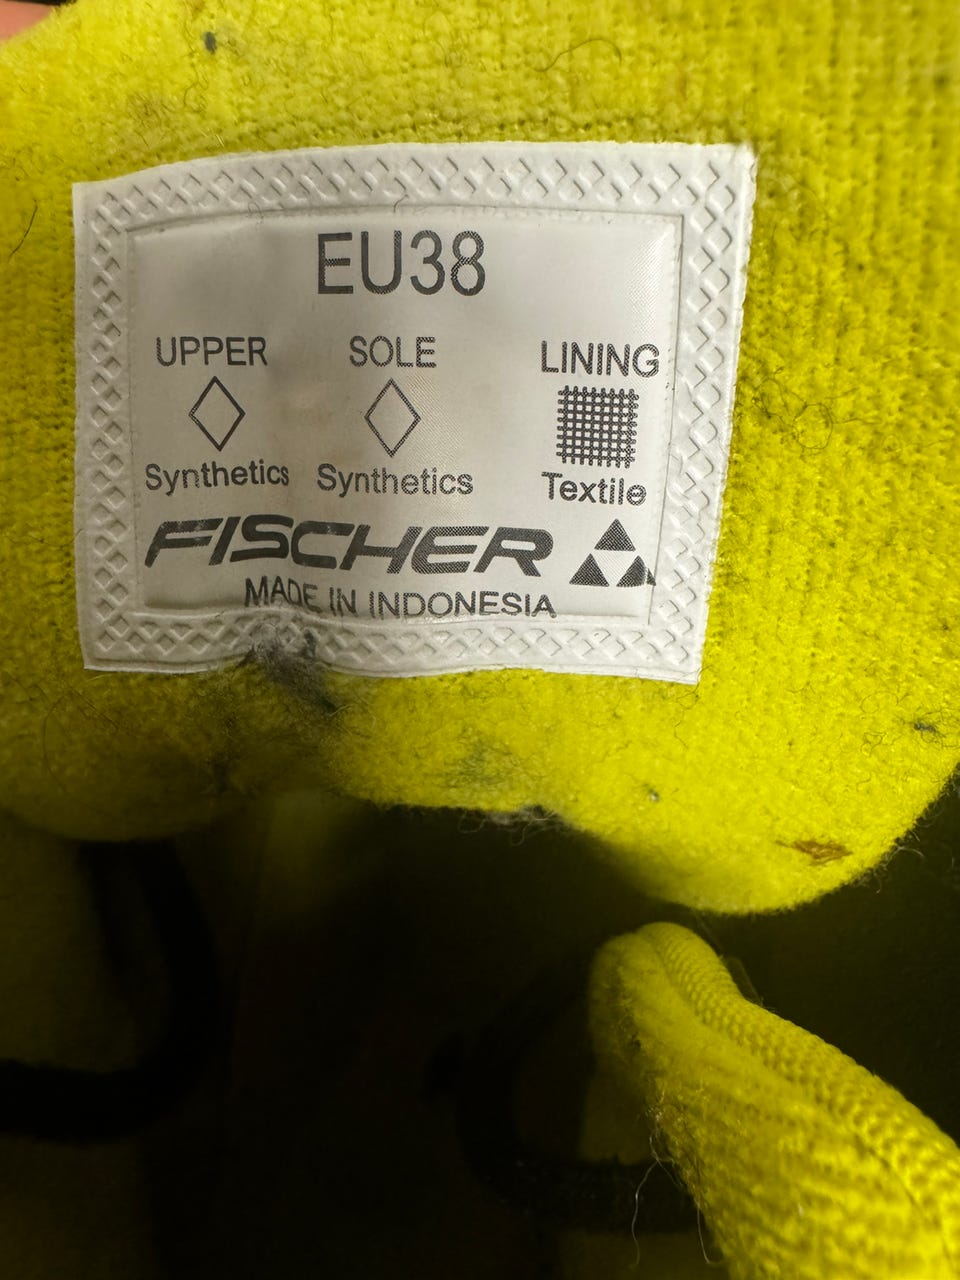 EU38
UPPER SOLE LINING
Synthetics Synthetics Textile
FISCHER
MADE IN INDONESIA